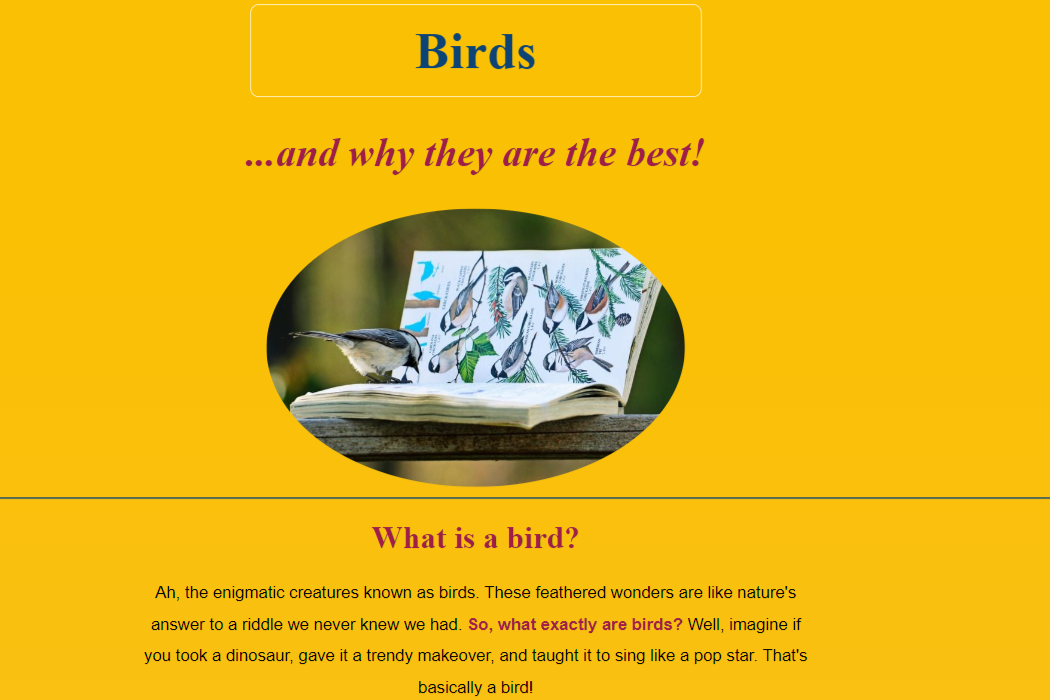 Birds
...and why they are the best!
What is a bird?
Ah, the enigmatic creatures known as birds. These feathered wonders are like nature's
answer to a riddle we never knew we had. So, what exactly are birds? Well, imagine if
you took a dinosaur, gave it a trendy makeover, and taught it to sing like a pop star. That's
basically a bird!